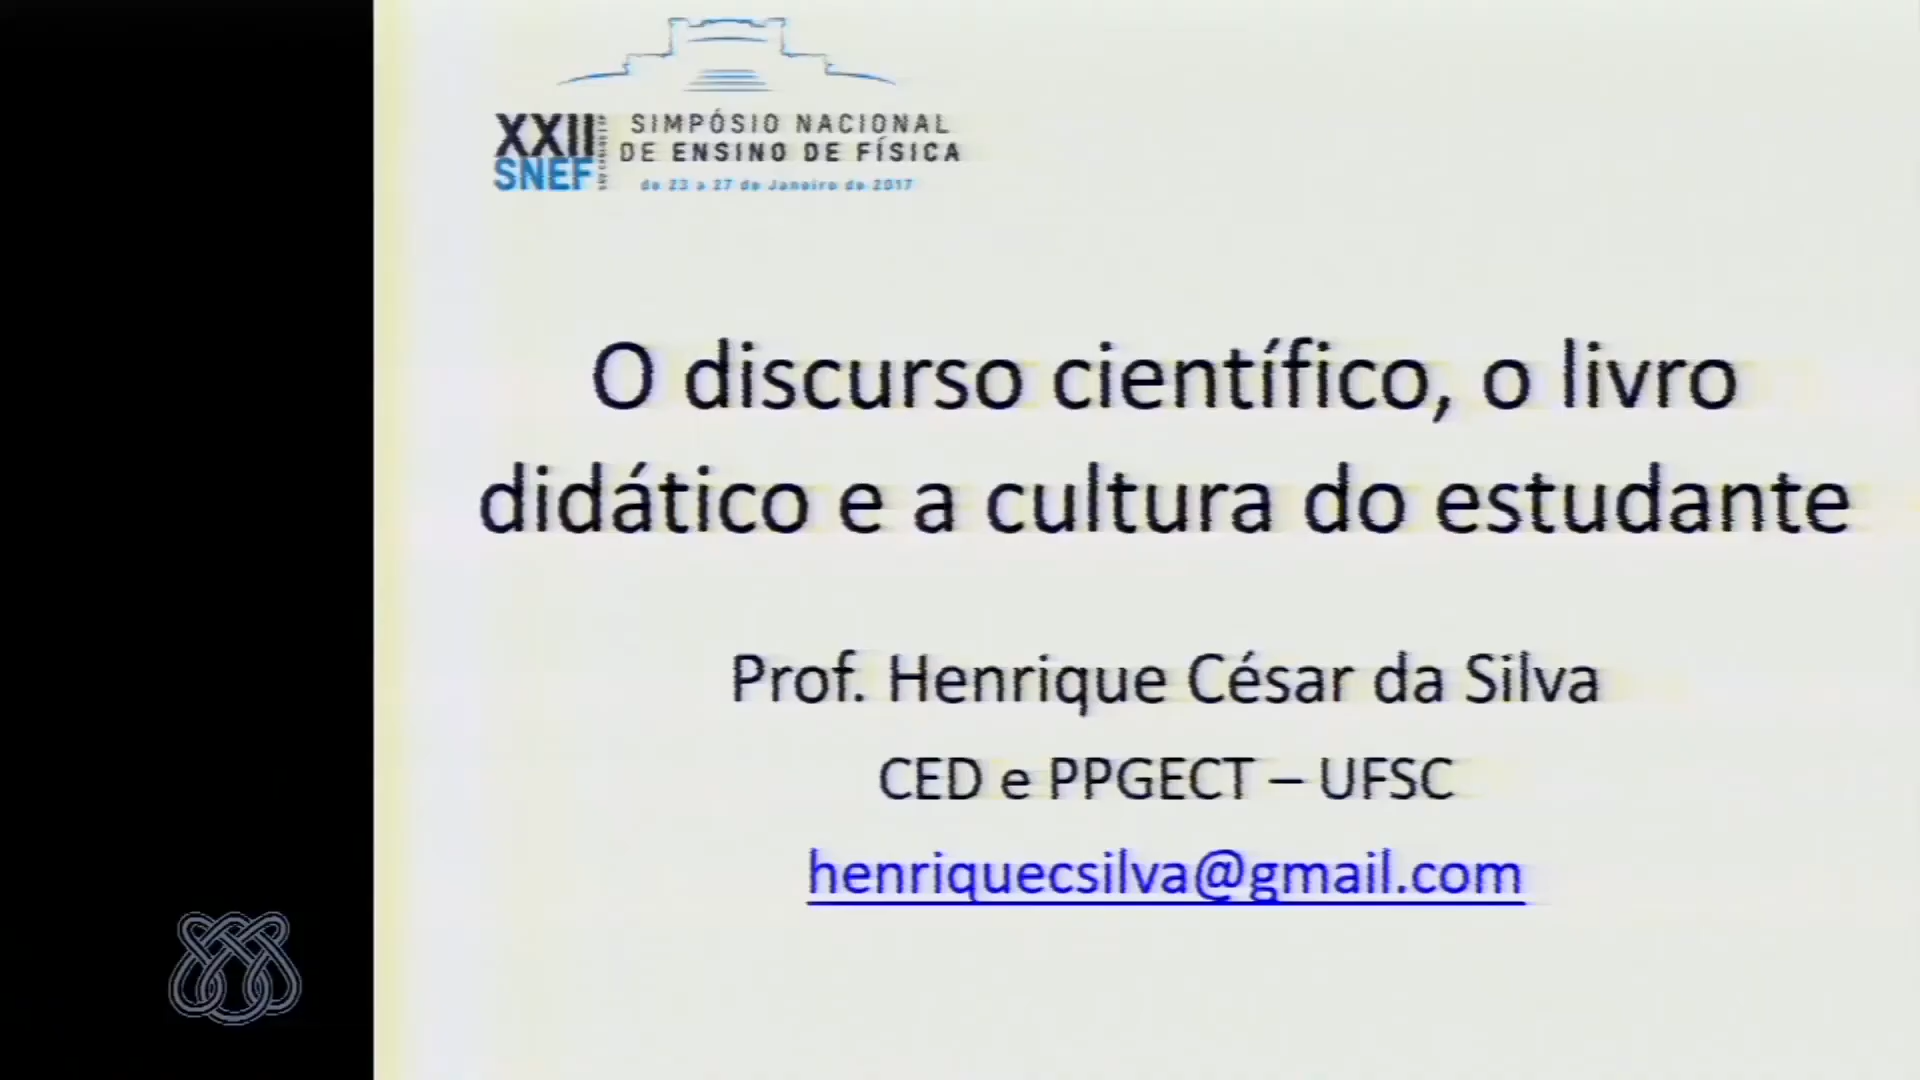 XXII SIMPÓSIO NACIONAL
SNEF DE ENSINO DE FÍSICA
de 23 a 27 de Janeiro de 2017
O discurso científico, o livro
didático e a cultura do estudante
Prof. Henrique César da Silva
CED e PPGECT – UFSC
henriquecsilva@gmail.com